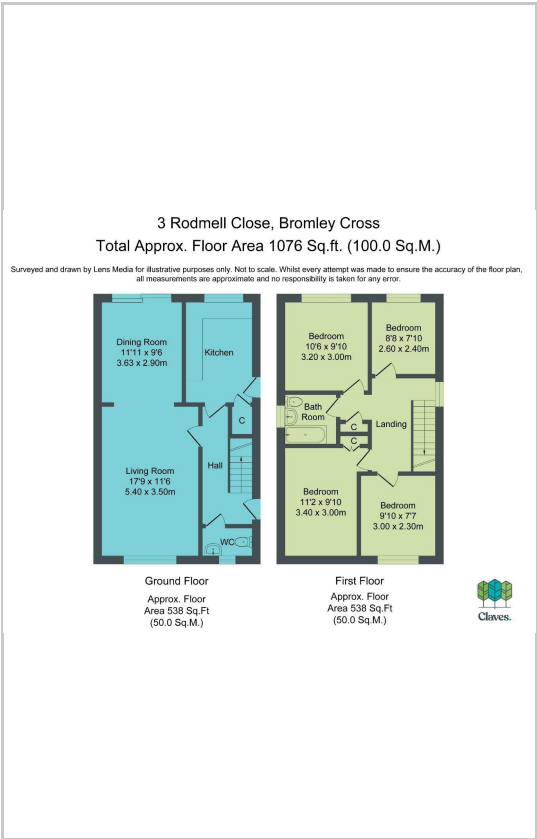 3 Rodmell Close, Bromley Cross
Total Approx. Floor Area 1076 Sq.ft. (100.0 Sq.M.)
Surveyed and drawn by Lens Media for illustrative purposes only. Not to scale. Whilst every attempt was made to ensure the accuracy of the floor plan,
all measurements are approximate and no responsibility is taken for any error.
Dining Room
11'11 x 9'6
3.63 x 2.90m
Kitchen
C
Hall
Living Room
17'9 x 11'6
5.40 x 3.50m
WC
Ground Floor
Approx. Floor
Area 538 Sq.Ft
(50.0 Sq.M.)
Bedroom
10'6 x 9'10
3.20 x 3.00m
Bedroom
8'8 x 7'10
2.60 x 2.40m
Bath
Room
C
C
Landing
Bedroom
11'2 x 9'10
3.40 x 3.00m
Bedroom
9'10 x 7'7
3.00 x 2.30m
First Floor
Approx. Floor
Area 538 Sq.Ft
(50.0 Sq.M.)
Claves.